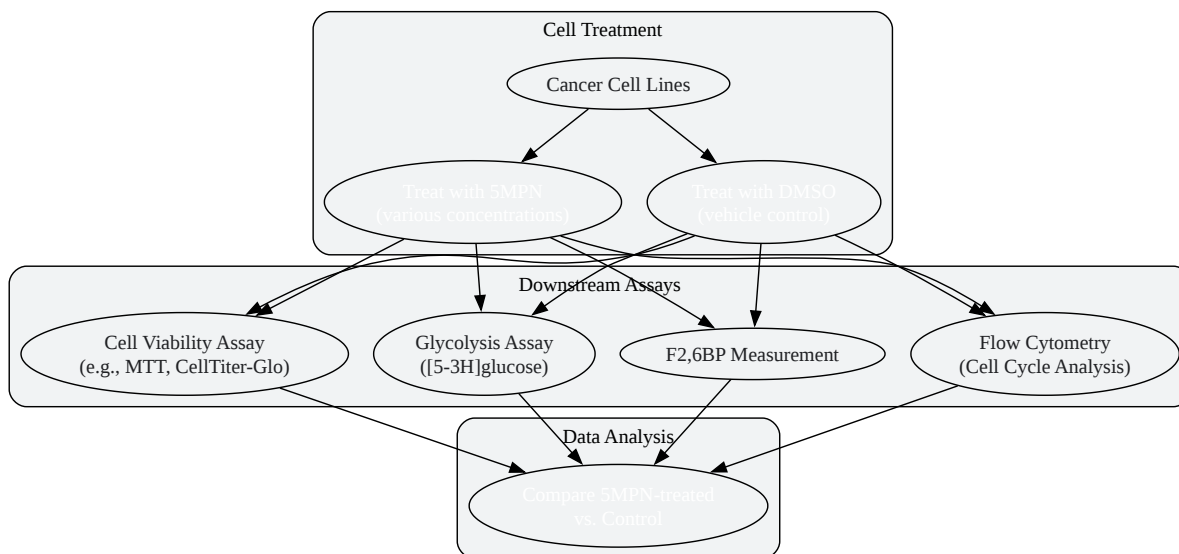 Cell Treatment
Cancer Cell Lines
Treat with 5MPN
(various concentrations)
Treat with DMSO
(vehicle control)
Downstream Assays
Cell Viability Assay
(e.g., MTT, CellTiter-Glo)
Glycolysis Assay
([5-3H]glucose)
F2,6BP Measurement
Flow Cytometry
(Cell Cycle Analysis)
Data Analysis
Compare 5MPN-treated
vs. Control